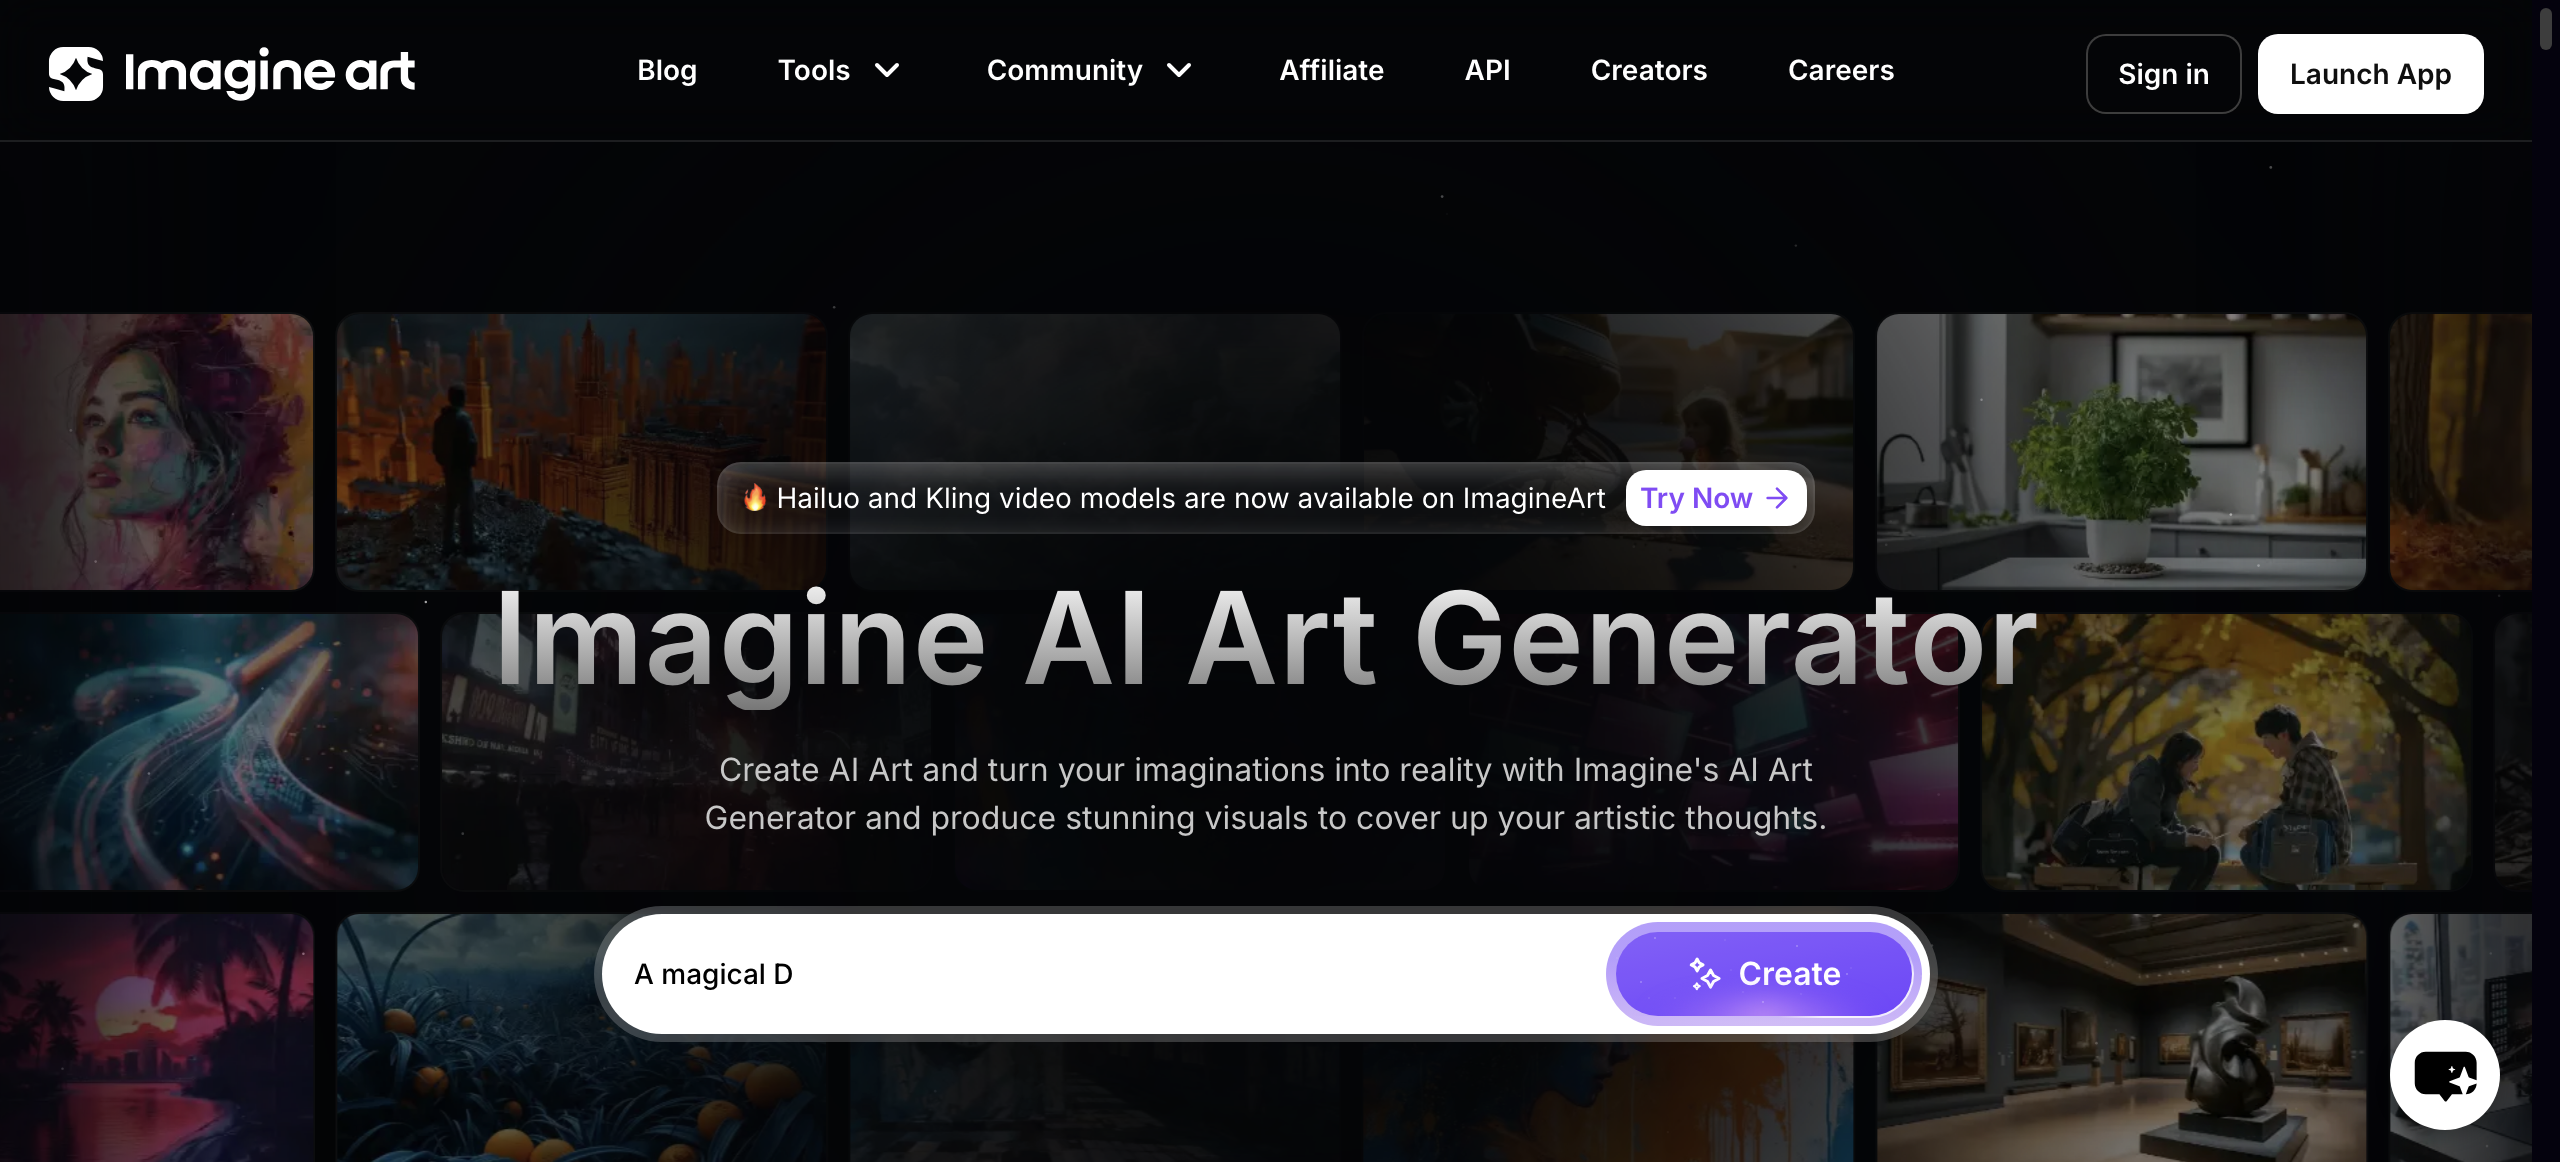 Imagine art
Blog Tools Community Affiliate API Creators Careers Sign in Launch App
🔥 Hailuo and Kling video models are now available on ImagineArt Try Now →
Imagine AI Art Generator
Create AI Art and turn your imaginations into reality with Imagine's AI Art
Generator and produce stunning visuals to cover up your artistic thoughts.
A magical D
Create